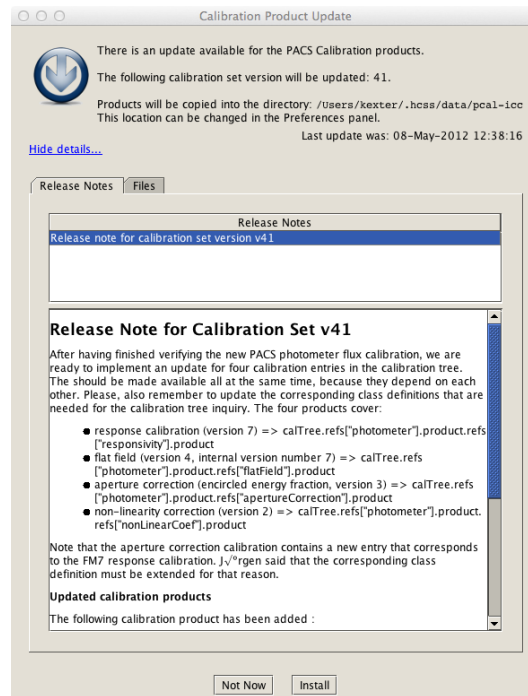 Calibration Product Update
There is an update available for the PACS Calibration products.
The following calibration set version will be updated: 41.
Products will be copied into the directory: /Users/kexter/.hcss/data/pcal-icc
This location can be changed in the Preferences panel.
Last update was: 08-May-2012 12:38:16
Hide details...
Release Notes
Files
Release Notes
Release note for calibration set version v41
Release Note for Calibration Set v41
After having finished verifying the new PACS photometer flux calibration, we are
ready to implement an update for four calibration entries in the calibration tree.
The should be made available all at the same time, because they depend on each
other. Please, also remember to update the corresponding class definitions that are
needed for the calibration tree inquiry. The four products cover:
● response calibration (version 7) => calTree.refs["photometer"].product.refs
["responsivity"].product
● flat field (version 4, internal version number 7) => calTree.refs
["photometer"].product.refs["flatField"].product
● aperture correction (encircled energy fraction, version 3) => calTree.refs
["photometer"].product.refs["apertureCorrection"].product
● non-linearity correction (version 2) => calTree.refs["photometer"].product.
refs["nonLinearCoef"].product
Note that the aperture correction calibration contains a new entry that corresponds
to the FM7 response calibration. J√ºrgen said that the corresponding class
definition must be extended for that reason.
Updated calibration products
The following calibration product has been added :
Not Now
Install